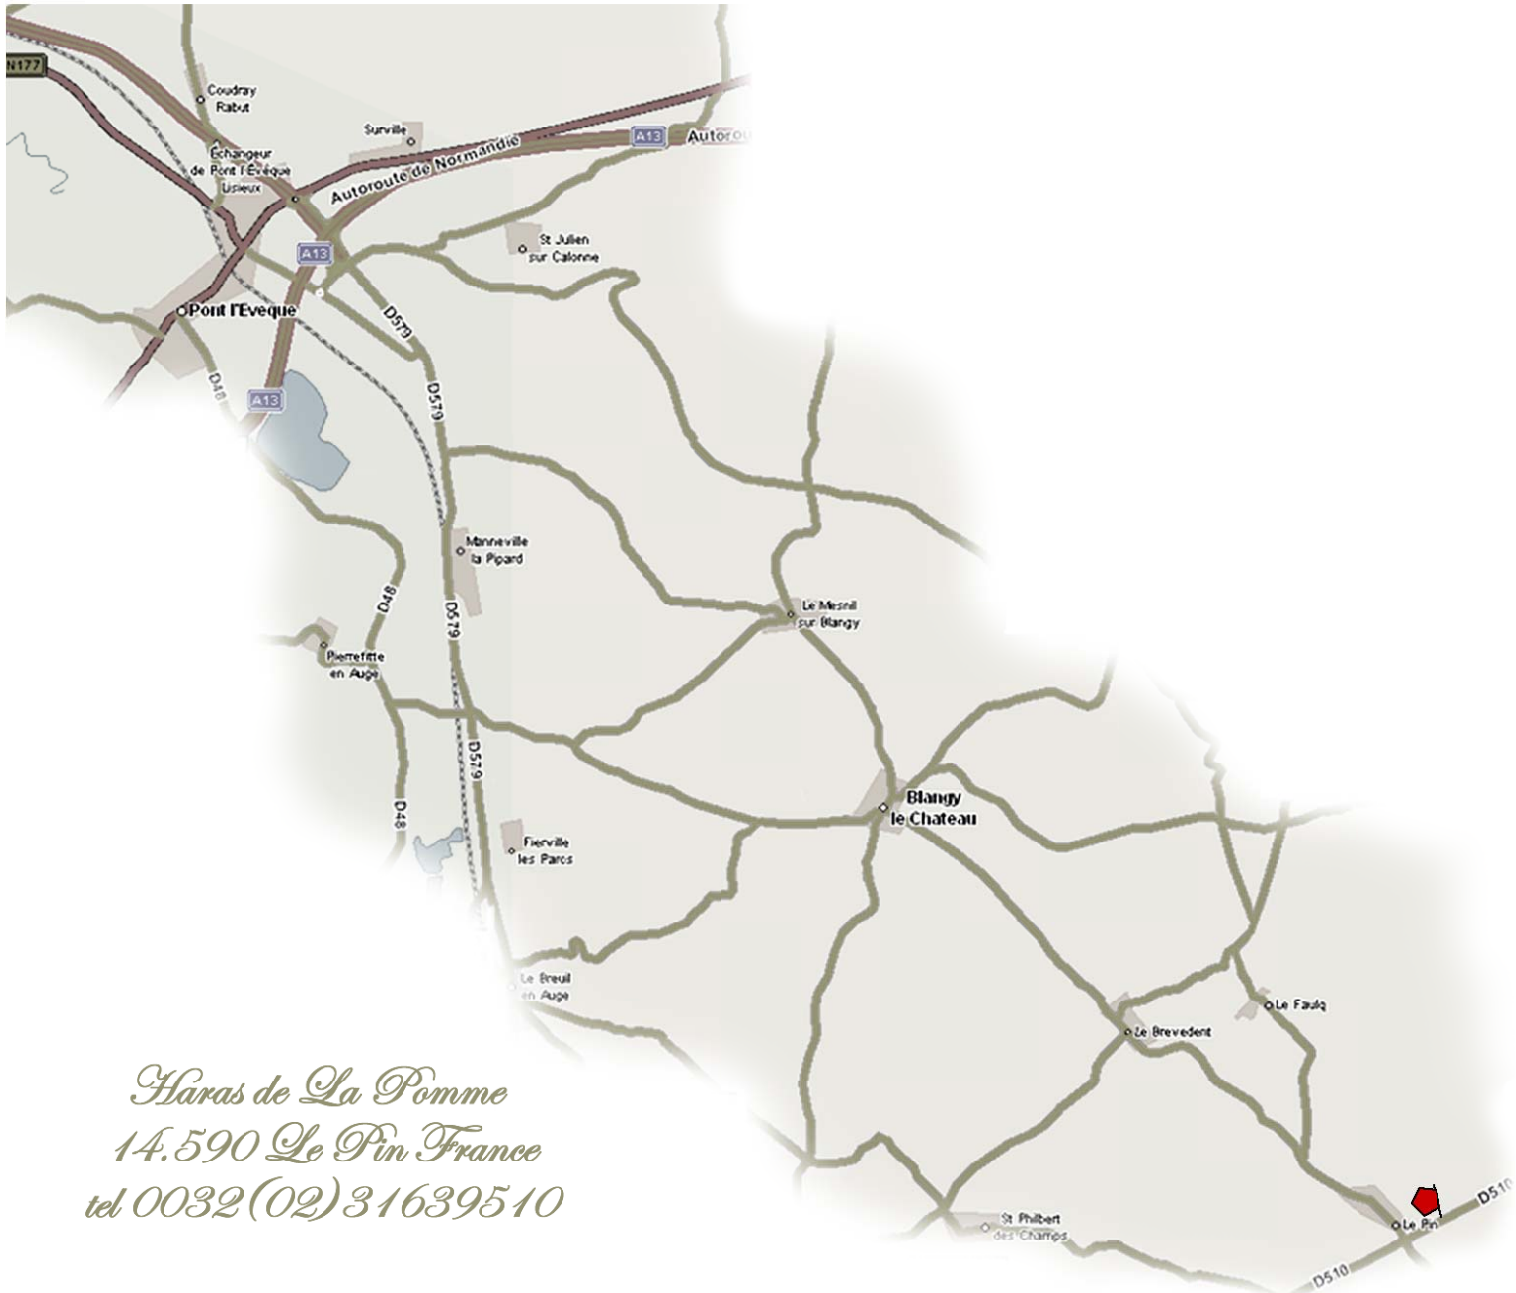 N177
Coudray
Rabut
Surville
A13
Autorou
Échangeur
de Pont l'Évêque
Lisieux
Autoroute de Normandie
A13
St Julien
sur Calonne
Pont l'Eveque
D579
D48
A13
D579
Manneville
la Pipard
D48
D579
Le Mesnil
sur Blangy
Pierrefitte
en Auge
D579
D48
Blangy
le Chateau
Fierville
les Parcs
Le Breuil
en Auge
Le Faulq
Le Brevedent
Haras de La Pomme
14.590 Le Pin France
tel 0032(02)31639510
St Philbert
des Champs
Le Pin
D510
D510